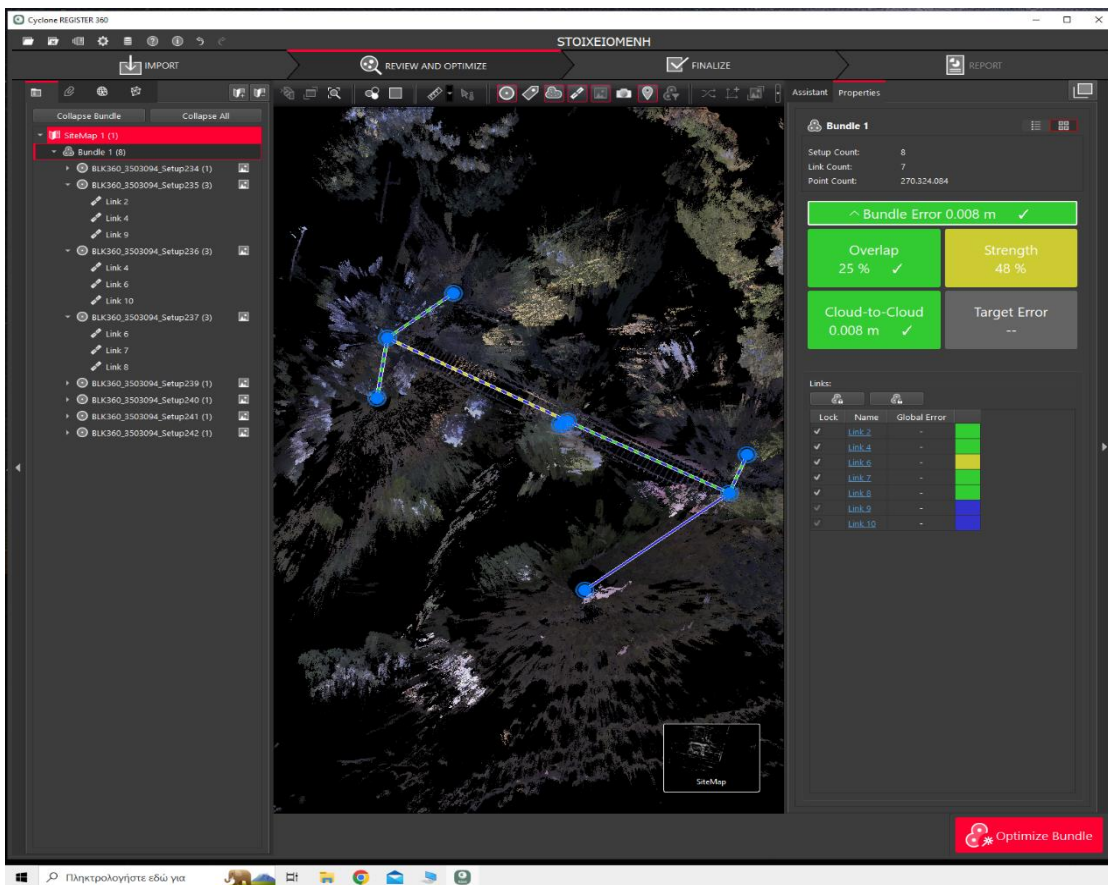 Cyclone REGISTER 360
ΣΤΟΙΧΕΙΟΜΕΝΗ
IMPORT
REVIEW AND OPTIMIZE
FINALIZE
REPORT
Collapse Bundle Collapse All
SiteMap 1 (1)
Bundle 1 (8)
BLK360_3503094_Setup234 (1)
BLK360_3503094_Setup235 (3)
Link 2
Link 4
Link 9
BLK360_3503094_Setup236 (3)
Link 4
Link 6
Link 10
BLK360_3503094_Setup237 (3)
Link 6
Link 7
Link 8
BLK360_3503094_Setup239 (1)
BLK360_3503094_Setup240 (1)
BLK360_3503094_Setup241 (1)
BLK360_3503094_Setup242 (1)
SiteMap
Assistant Properties
Bundle 1
Setup Count: 8
Link Count: 7
Point Count: 270.324.084
Bundle Error 0.008 m
Overlap
25 %
Strength
48 %
Cloud-to-Cloud
0.008 m
Target Error
--
Links:
Lock Name Global Error
Link 2 -
Link 4 -
Link 6 -
Link 7 -
Link 8 -
Link 9 -
Link 10 -
Optimize Bundle
Πληκτρολογήστε εδώ για